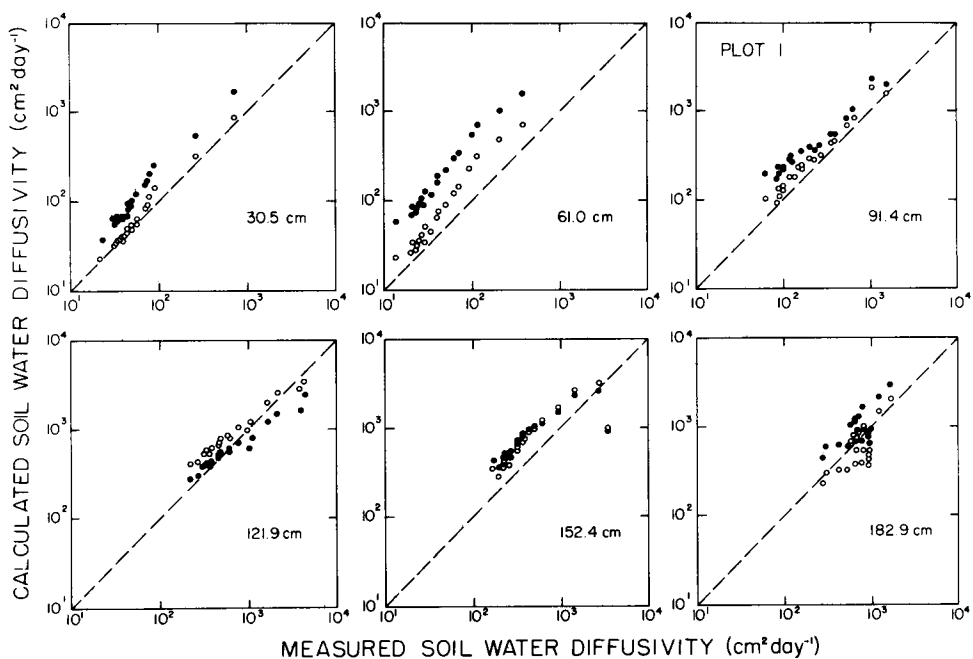 CALCULATED SOIL WATER DIFFUSIVITY (cm² day⁻¹)
10⁴ 10³ 10² 10¹
10¹ 10² 10³ 10⁴
30.5 cm
10⁴ 10³ 10² 10¹
10¹ 10² 10³ 10⁴
61.0 cm
PLOT 1
10⁴ 10³ 10² 10¹
10¹ 10² 10³ 10⁴
91.4 cm
10⁴ 10³ 10² 10¹
10¹ 10² 10³ 10⁴
121.9 cm
10⁴ 10³ 10² 10¹
10¹ 10² 10³ 10⁴
152.4 cm
10⁴ 10³ 10² 10¹
10¹ 10² 10³ 10⁴
182.9 cm
MEASURED SOIL WATER DIFFUSIVITY (cm² day⁻¹)